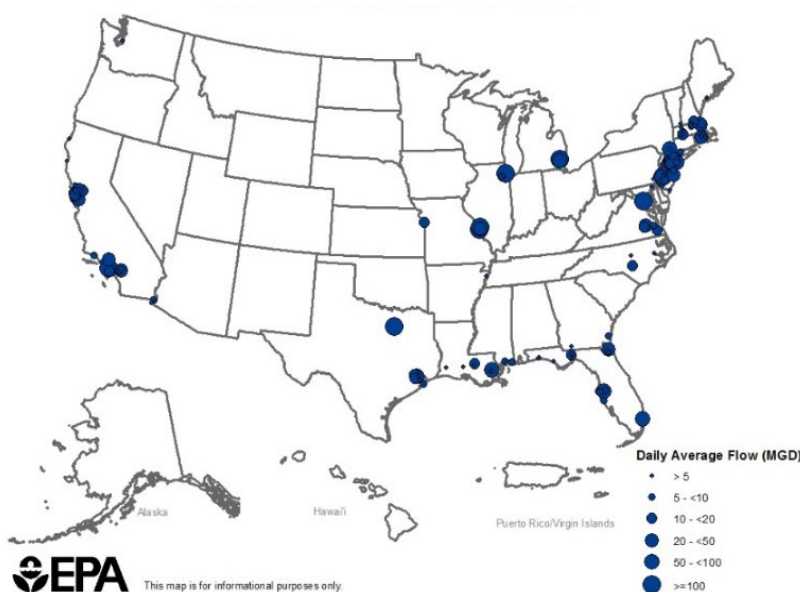 Daily Average Flow (MGD)
> 5
5 - <10
10 - <20
20 - <50
50 - <100
>=100
Alaska
Hawai'i
Puerto Rico/Virgin Islands
EPA
This map is for informational purposes only.